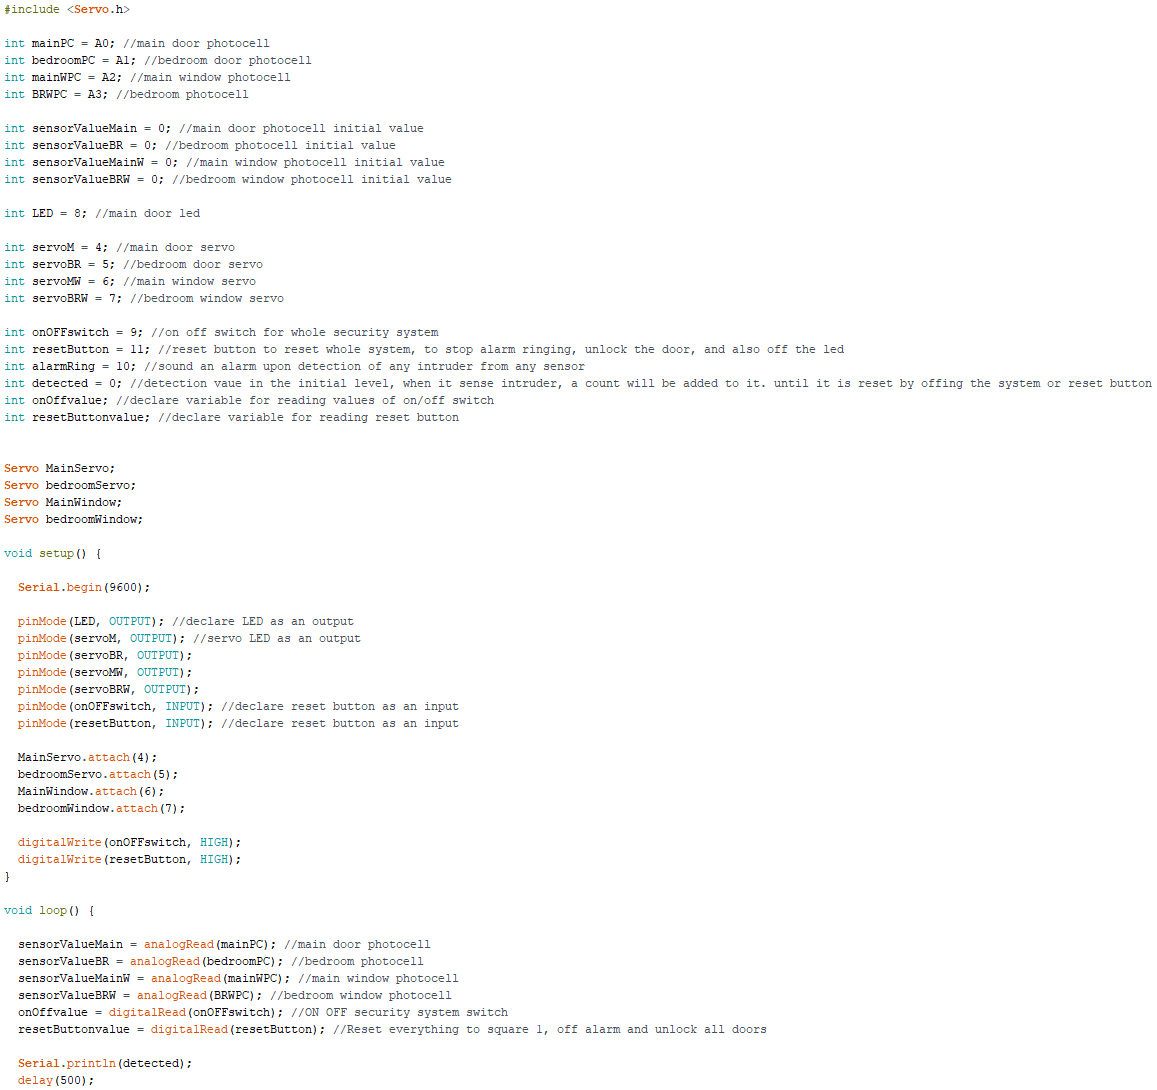 #include <Servo.h>

int mainPC = A0; //main door photocell
int bedroomPC = A1; //bedroom door photocell
int mainWPC = A2; //main window photocell
int BRWPC = A3; //bedroom photocell

int sensorValueMain = 0; //main door photocell initial value
int sensorValueBR = 0; //bedroom photocell initial value
int sensorValueMainW = 0; //main window photocell initial value
int sensorValueBRW = 0; //bedroom window photocell initial value

int LED = 8; //main door led

int servoM = 4; //main door servo
int servoBR = 5; //bedroom door servo
int servoMW = 6; //main window servo
int servoBRW = 7; //bedroom window servo

int onOFFswitch = 9; //on off switch for whole security system
int resetButton = 11; //reset button to reset whole system, to stop alarm ringing, unlock the door, and also off the led
int alarmRing = 10; //sound an alarm upon detection of any intruder from any sensor
int detected = 0; //detection vaue in the initial level, when it sense intruder, a count will be added to it. until it is reset by offing the system or reset button
int onOffvalue; //declare variable for reading values of on/off switch
int resetButtonvalue; //declare variable for reading reset button


Servo MainServo;
Servo bedroomServo;
Servo MainWindow;
Servo bedroomWindow;

void setup() {

  Serial.begin(9600);

  pinMode(LED, OUTPUT); //declare LED as an output
  pinMode(servoM, OUTPUT); //servo LED as an output
  pinMode(servoBR, OUTPUT);
  pinMode(servoMW, OUTPUT);
  pinMode(servoBRW, OUTPUT);
  pinMode(onOFFswitch, INPUT); //declare reset button as an input
  pinMode(resetButton, INPUT); //declare reset button as an input

  MainServo.attach(4);
  bedroomServo.attach(5);
  MainWindow.attach(6);
  bedroomWindow.attach(7);

  digitalWrite(onOFFswitch, HIGH);
  digitalWrite(resetButton, HIGH);
}

void loop() {

  sensorValueMain = analogRead(mainPC); //main door photocell
  sensorValueBR = analogRead(bedroomPC); //bedroom photocell
  sensorValueMainW = analogRead(mainWPC); //main window photocell
  sensorValueBRW = analogRead(BRWPC); //bedroom window photocell
  onOffvalue = digitalRead(onOFFswitch); //ON OFF security system switch
  resetButtonvalue = digitalRead(resetButton); //Reset everything to square 1, off alarm and unlock all doors

  Serial.println(detected);
  delay(500);